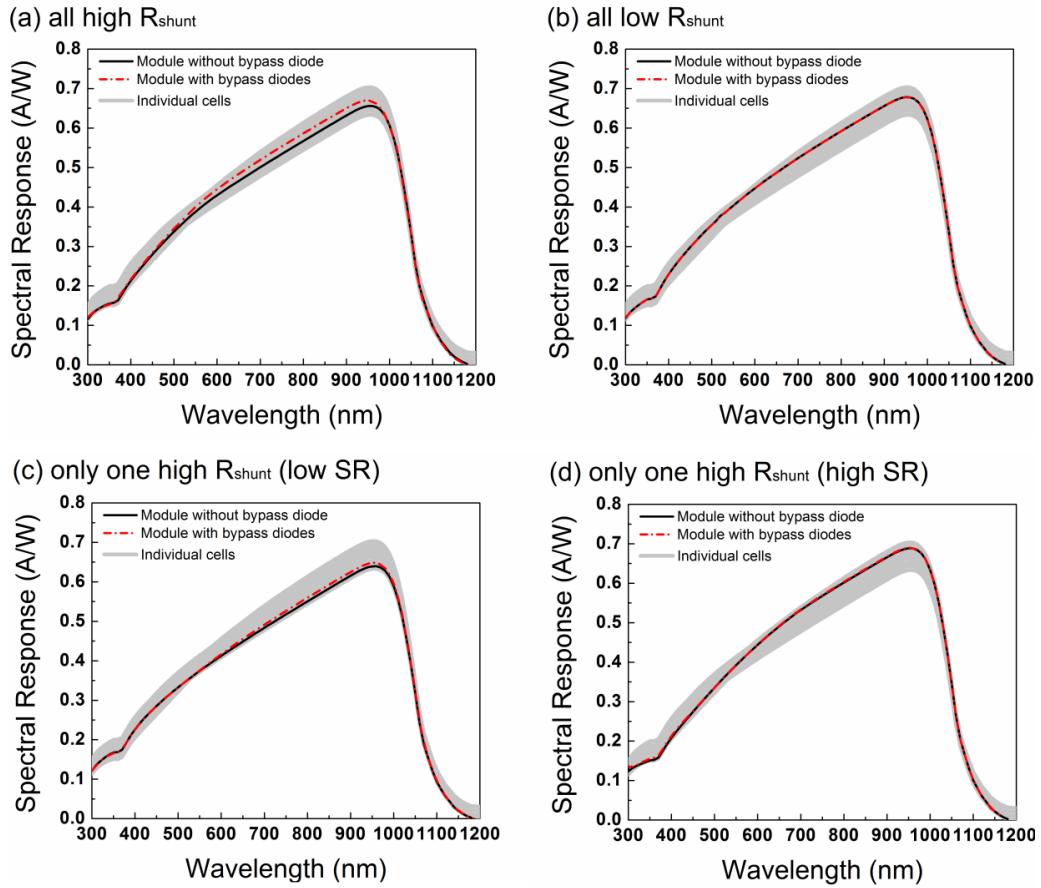 (a) all high Rshunt
Spectral Response (A/W)
0.8
0.7
0.6
0.5
0.4
0.3
0.2
0.1
0.0
Module without bypass diode
Module with bypass diodes
Individual cells
300 400 500 600 700 800 900 1000 1100 1200
Wavelength (nm)
(b) all low Rshunt
Spectral Response (A/W)
0.8
0.7
0.6
0.5
0.4
0.3
0.2
0.1
0.0
Module without bypass diode
Module with bypass diodes
Individual cells
300 400 500 600 700 800 900 1000 1100 1200
Wavelength (nm)
(c) only one high Rshunt (low SR)
Spectral Response (A/W)
0.8
0.7
0.6
0.5
0.4
0.3
0.2
0.1
0.0
Module without bypass diode
Module with bypass diodes
Individual cells
300 400 500 600 700 800 900 1000 1100 1200
Wavelength (nm)
(d) only one high Rshunt (high SR)
Spectral Response (A/W)
0.8
0.7
0.6
0.5
0.4
0.3
0.2
0.1
0.0
Module without bypass diode
Module with bypass diodes
Individual cells
300 400 500 600 700 800 900 1000 1100 1200
Wavelength (nm)